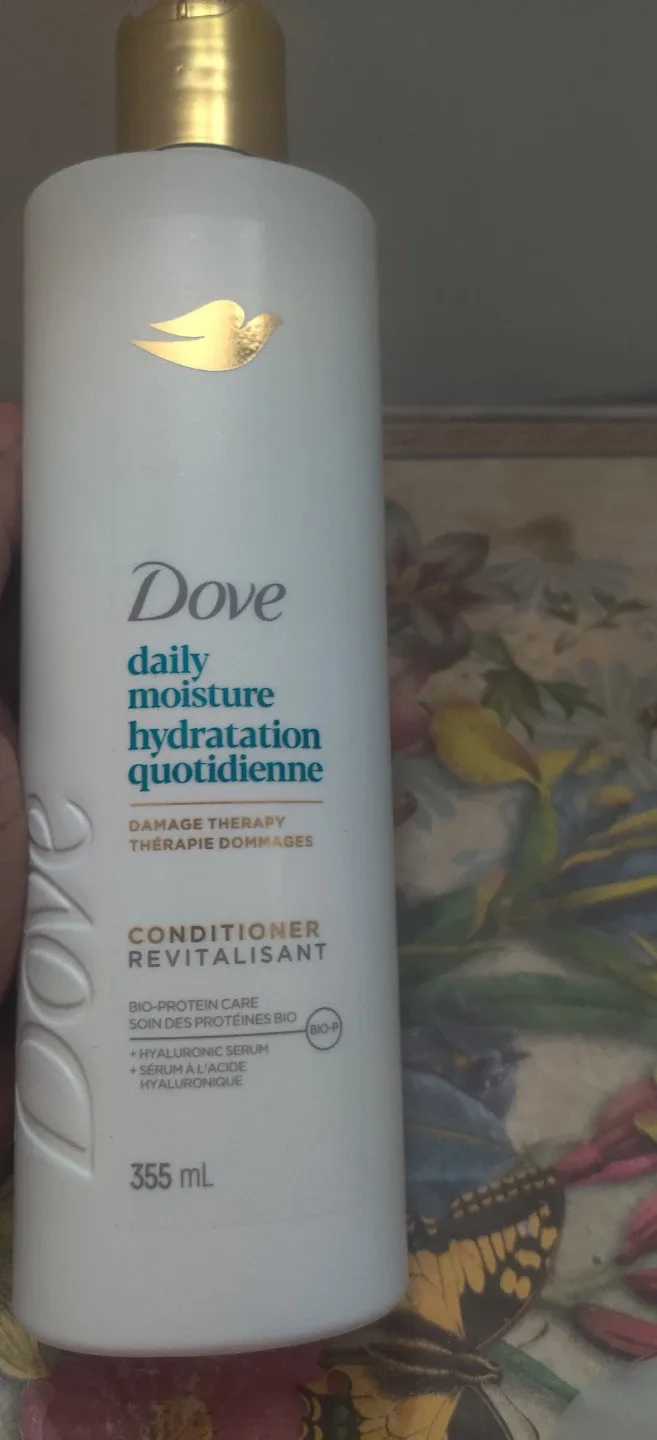 Dove
daily
moisture
hydratation
quotidienne
DAMAGE THERAPY
THÉRAPIE DOMMAGES
CONDITIONER
REVITALISANT
BIO-PROTEIN CARE
SOIN DES PROTÉINES BIO
BIO-P
+ HYALURONIC SERUM
+ SÉRUM À L'ACIDE
HYALURONIQUE
355 mL
Dove